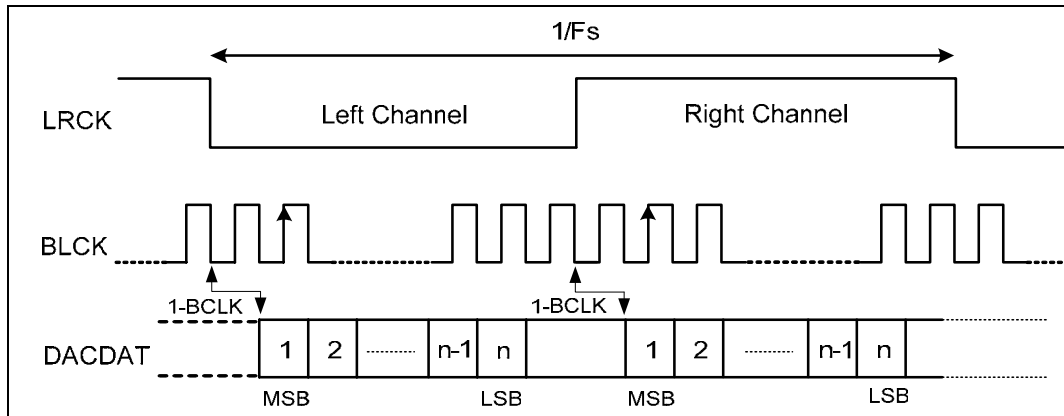 1/Fs
LRCK Left Channel Right Channel
BLCK
1-BCLK 1-BCLK
DACDAT 1 2 n-1 n 1 2 n-1 n
MSB LSB MSB LSB